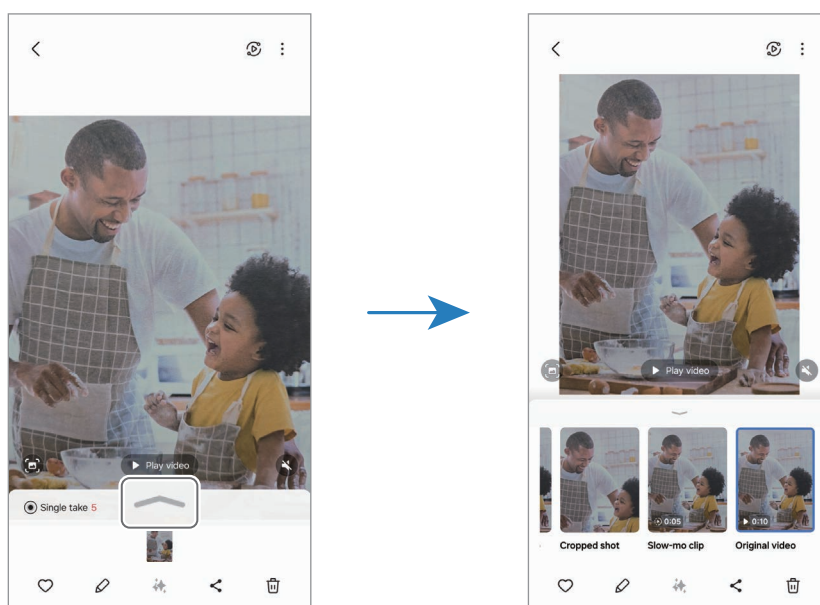 Play video
Single take 5
Play video
0:05
0:10
Cropped shot
Slow-mo clip
Original video